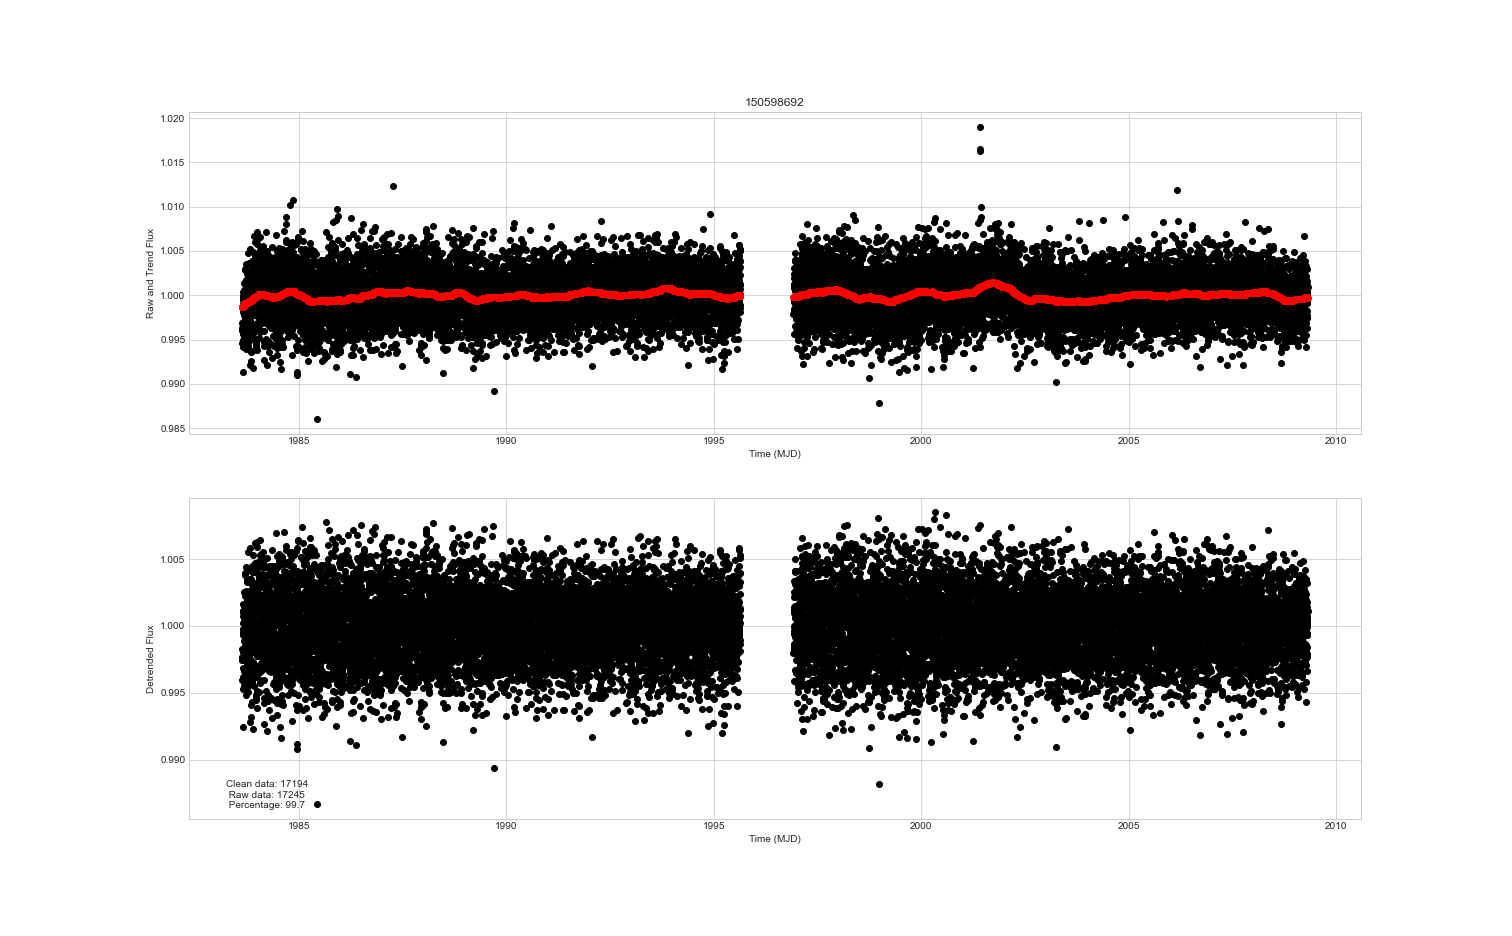 150598692
1.020
1.015
1.010
1.005
1.000
0.995
0.990
0.985
Raw and Trend Flux
1985 1990 1995 2000 2005 2010
Time (MJD)
1.005
1.000
0.995
0.990
Detrended Flux
Clean data: 17194
Raw data: 17245
Percentage: 99.7
1985 1990 1995 2000 2005 2010
Time (MJD)